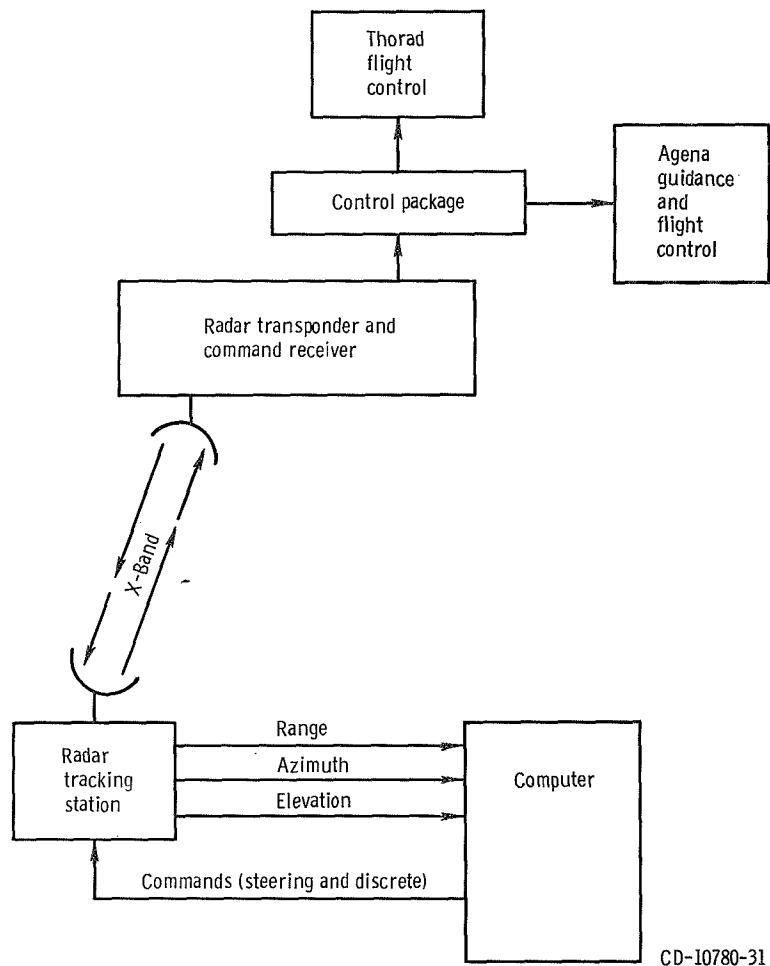 Thorad
flight
control
Agena
guidance
and
flight
control
Control package
Radar transponder and
command receiver
X-Band
Radar
tracking
station
Range
Azimuth
Elevation
Computer
Commands (steering and discrete)
CD-10780-31